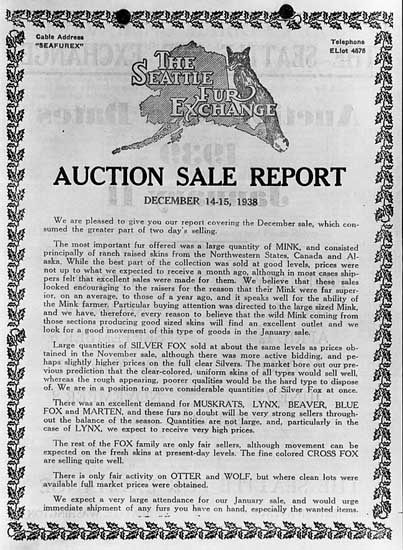 Cable Address
"SEAFUREX"
Telephone
ELiot 4676
THE
SEATTLE
FUR
EXCHANGE
AUCTION SALE REPORT
DECEMBER 14-15, 1938
We are pleased to give you our report covering the December sale, which con-
sumed the greater part of two day's selling.
The most important fur offered was a large quantity of MINK, and consisted
principally of ranch raised skins from the Northwestern States, Canada and Al-
aska. While the best part of the collection was sold at good levels, prices were
not up to what we expected to receive a month ago, although in most cases ship-
pers felt that excellent sales were made for them. We believe that these sales
looked encouraging to the raisers for the reason that their Mink were far super-
ior, on an average, to those of a year ago, and it speaks well for the ability of
the Mink farmer. Particular buying attention was directed to the large sized Mink,
and we have, therefore, every reason to believe that the wild Mink coming from
those sections producing good sized skins will find an excellent outlet and we
look for a good movement of this type of goods in the January sale.
Large quantities of SILVER FOX sold at about the same levels as prices ob-
tained in the November sale, although there was more active bidding, and per-
haps slightly higher prices on the full clear Silvers. The market bore out our pre-
vious prediction that the clear-colored, uniform skins of all types would sell well,
whereas the rough appearing, poorer qualities would be the hard type to dispose
of. We are in a position to move considerable quantities of Silver Fox at once.
There was an excellent demand for MUSKRATS, LYNX, BEAVER, BLUE
FOX and MARTEN, and these furs no doubt will be very strong sellers through-
out the balance of the season. Quantities are not large, and, particularly in the
case of LYNX, we expect to receive very high prices.
The rest of the FOX family are only fair sellers, although movement can be
expected on the fresh skins at present-day levels. The fine colored CROSS FOX
are selling quite well.
There is only fair activity on OTTER and WOLF, but where clean lots were
available full market prices were obtained.
We expect a very large attendance for our January sale, and would urge
immediate shipment of any furs you have on hand, especially the wanted items.